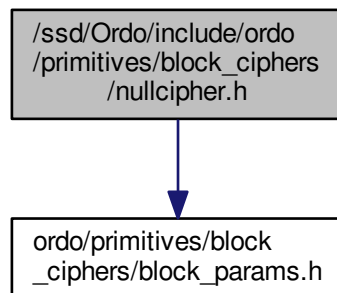 /ssd/Ordo/include/ordo
/primitives/block_ciphers
/nullcipher.h
ordo/primitives/block
_ciphers/block_params.h